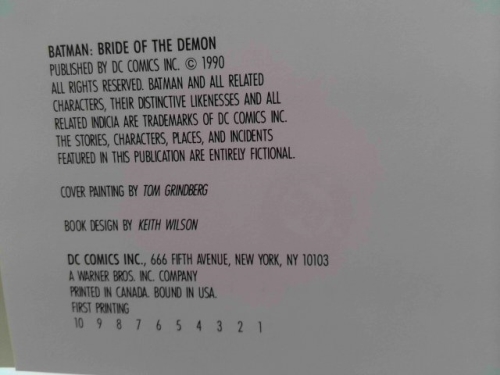 BATMAN: BRIDE OF THE DEMON
PUBLISHED BY DC COMICS INC. © 1990
ALL RIGHTS RESERVED. BATMAN AND ALL RELATED
CHARACTERS, THEIR DISTINCTIVE LIKENESSES AND ALL
RELATED INDICIA ARE TRADEMARKS OF DC COMICS INC.
THE STORIES, CHARACTERS, PLACES, AND INCIDENTS
FEATURED IN THIS PUBLICATION ARE ENTIRELY FICTIONAL.
COVER PAINTING BY TOM GRINDBERG
BOOK DESIGN BY KEITH WILSON
DC COMICS INC., 666 FIFTH AVENUE, NEW YORK, NY 10103
A WARNER BROS. INC. COMPANY
PRINTED IN CANADA. BOUND IN USA.
FIRST PRINTING
10 9 8 7 6 5 4 3 2 1